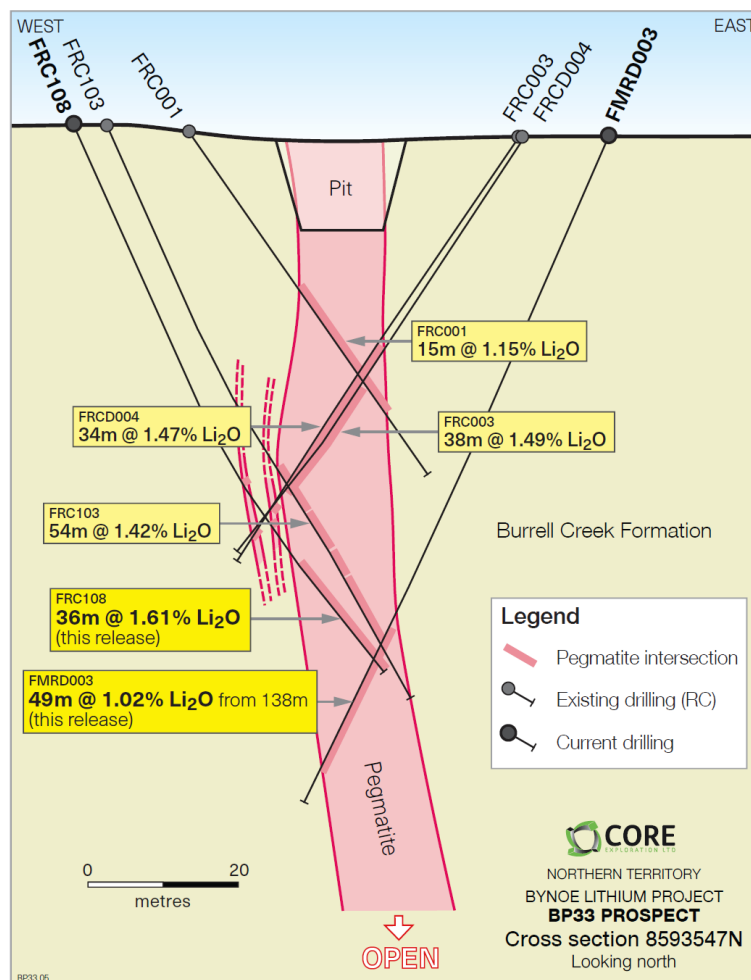 WEST
EAST
FRC108
FRC103
FRC001
FRC003
FRCD004
FMRD003
Pit
FRC001
15m @ 1.15% Li₂O
FRCD004
34m @ 1.47% Li₂O
FRC003
38m @ 1.49% Li₂O
FRC103
54m @ 1.42% Li₂O
Burrell Creek Formation
FRC108
36m @ 1.61% Li₂O
(this release)
FMRD003
49m @ 1.02% Li₂O from 138m
(this release)
Legend
Pegmatite intersection
Existing drilling (RC)
Current drilling
Pegmatite
0 20
metres
OPEN
CORE
EXPLORATION LTD
NORTHERN TERRITORY
BYNOE LITHIUM PROJECT
BP33 PROSPECT
Cross section 8593547N
Looking north
BP33 05